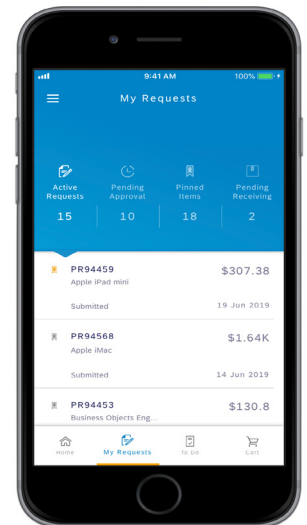 9:41 AM 100%
My Requests
Active Requests
Pending Approval
Pinned Items
Pending Receiving
15 10 18 2
PR94459 $307.38
Apple iPad mini
Submitted 19 Jun 2019
PR94568 $1.64K
Apple iMac
Submitted 14 Jun 2019
PR94453 $130.8
Business Objects Eng...
Home My Requests To Do Cart